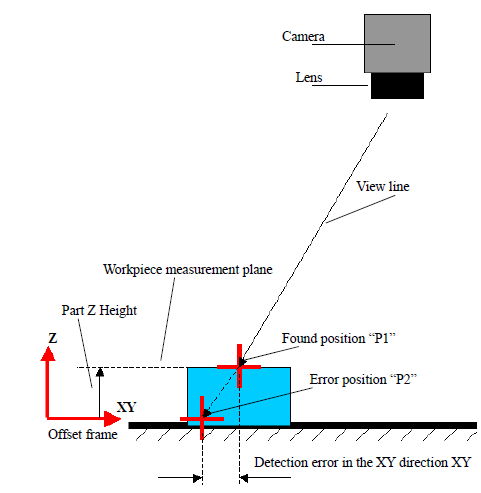 Camera
Lens
View line
Workpiece measurement plane
Part Z Height
Z
Found position “P1”
Error position “P2”
XY
Offset frame
Detection error in the XY direction XY